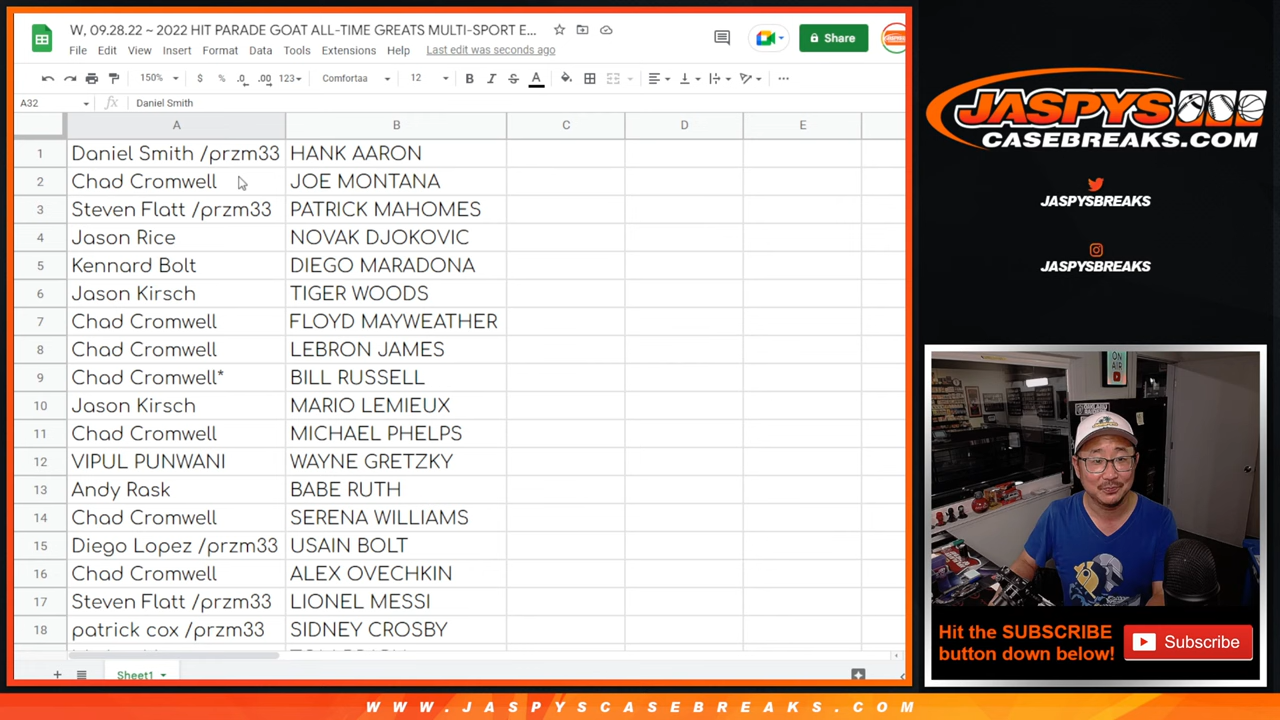 W, 09.28.22 ~ 2022 HIT PARADE GOAT ALL-TIME GREATS MULTI-SPORT E...
File Edit View Insert Format Data Tools Extensions Help Last edit was seconds ago
Share
150% $ % .0 .00 123 Comfortaa 12 B I S A
A32 fx Daniel Smith
A B C D E
1 Daniel Smith /przm33 HANK AARON
2 Chad Cromwell JOE MONTANA
3 Steven Flatt /przm33 PATRICK MAHOMES
4 Jason Rice NOVAK DJOKOVIC
5 Kennard Bolt DIEGO MARADONA
6 Jason Kirsch TIGER WOODS
7 Chad Cromwell FLOYD MAYWEATHER
8 Chad Cromwell LEBRON JAMES
9 Chad Cromwell* BILL RUSSELL
10 Jason Kirsch MARIO LEMIEUX
11 Chad Cromwell MICHAEL PHELPS
12 VIPUL PUNWANI WAYNE GRETZKY
13 Andy Rask BABE RUTH
14 Chad Cromwell SERENA WILLIAMS
15 Diego Lopez /przm33 USAIN BOLT
16 Chad Cromwell ALEX OVECHKIN
17 Steven Flatt /przm33 LIONEL MESSI
18 patrick cox /przm33 SIDNEY CROSBY
Sheet1
JASPYS
CASEBREAKS.COM
JASPYSBREAKS
JASPYSBREAKS
ON AIR
Hit the SUBSCRIBE
button down below!
Subscribe
WWW.JASPYSCASEBREAKS.COM